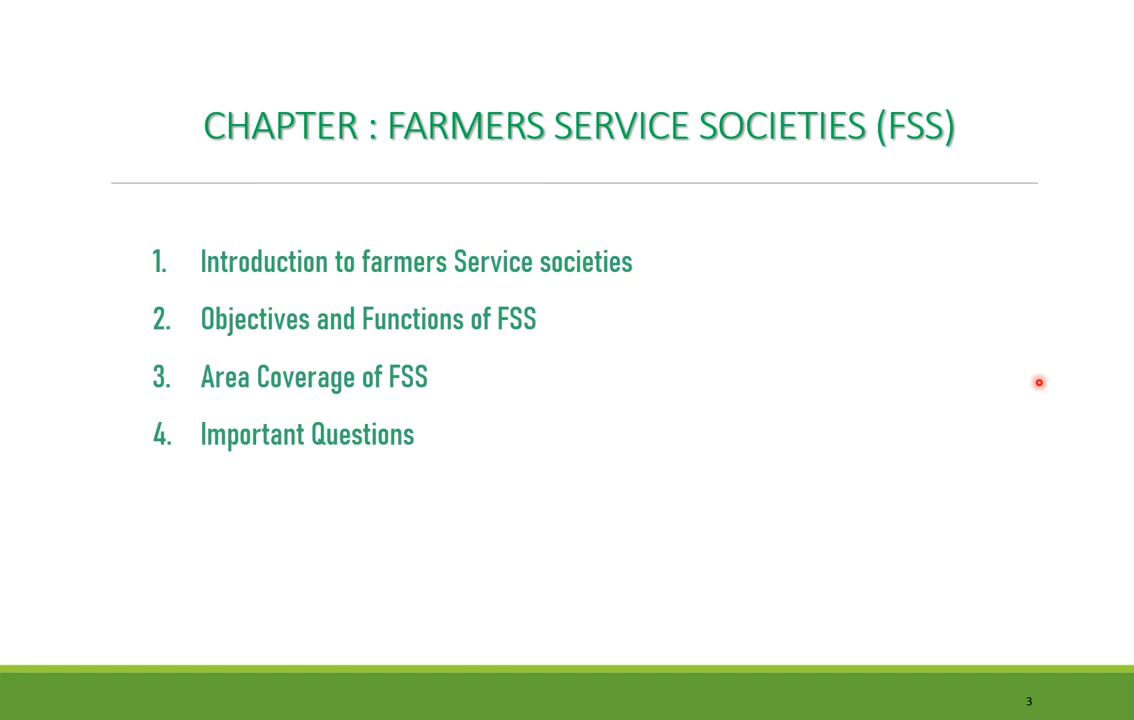 CHAPTER : FARMERS SERVICE SOCIETIES (FSS)
1. Introduction to farmers Service societies
2. Objectives and Functions of FSS
3. Area Coverage of FSS
4. Important Questions
3